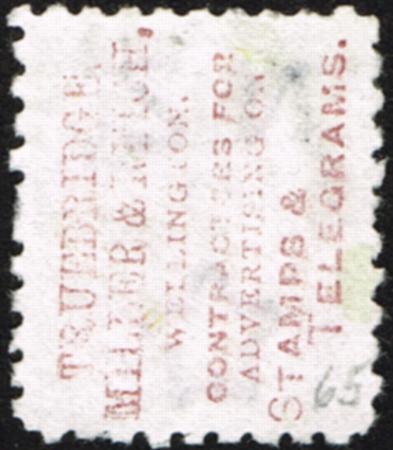 TRUEBRIDGE,
MILLER & REICH,
WELLINGTON.
CONTRACTORS FOR
ADVERTISING ON
STAMPS &
TELEGRAMS.
65